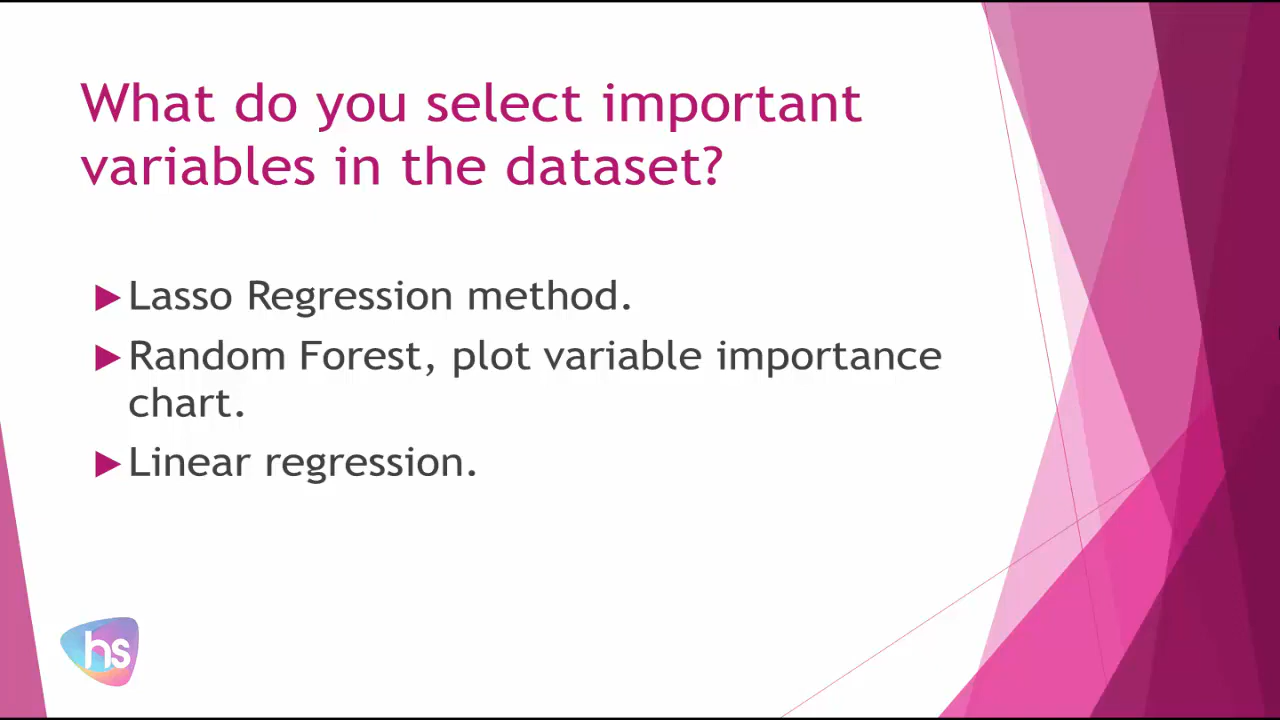 What do you select important
variables in the dataset?
Lasso Regression method.
Random Forest, plot variable importance
chart.
Linear regression.
hs